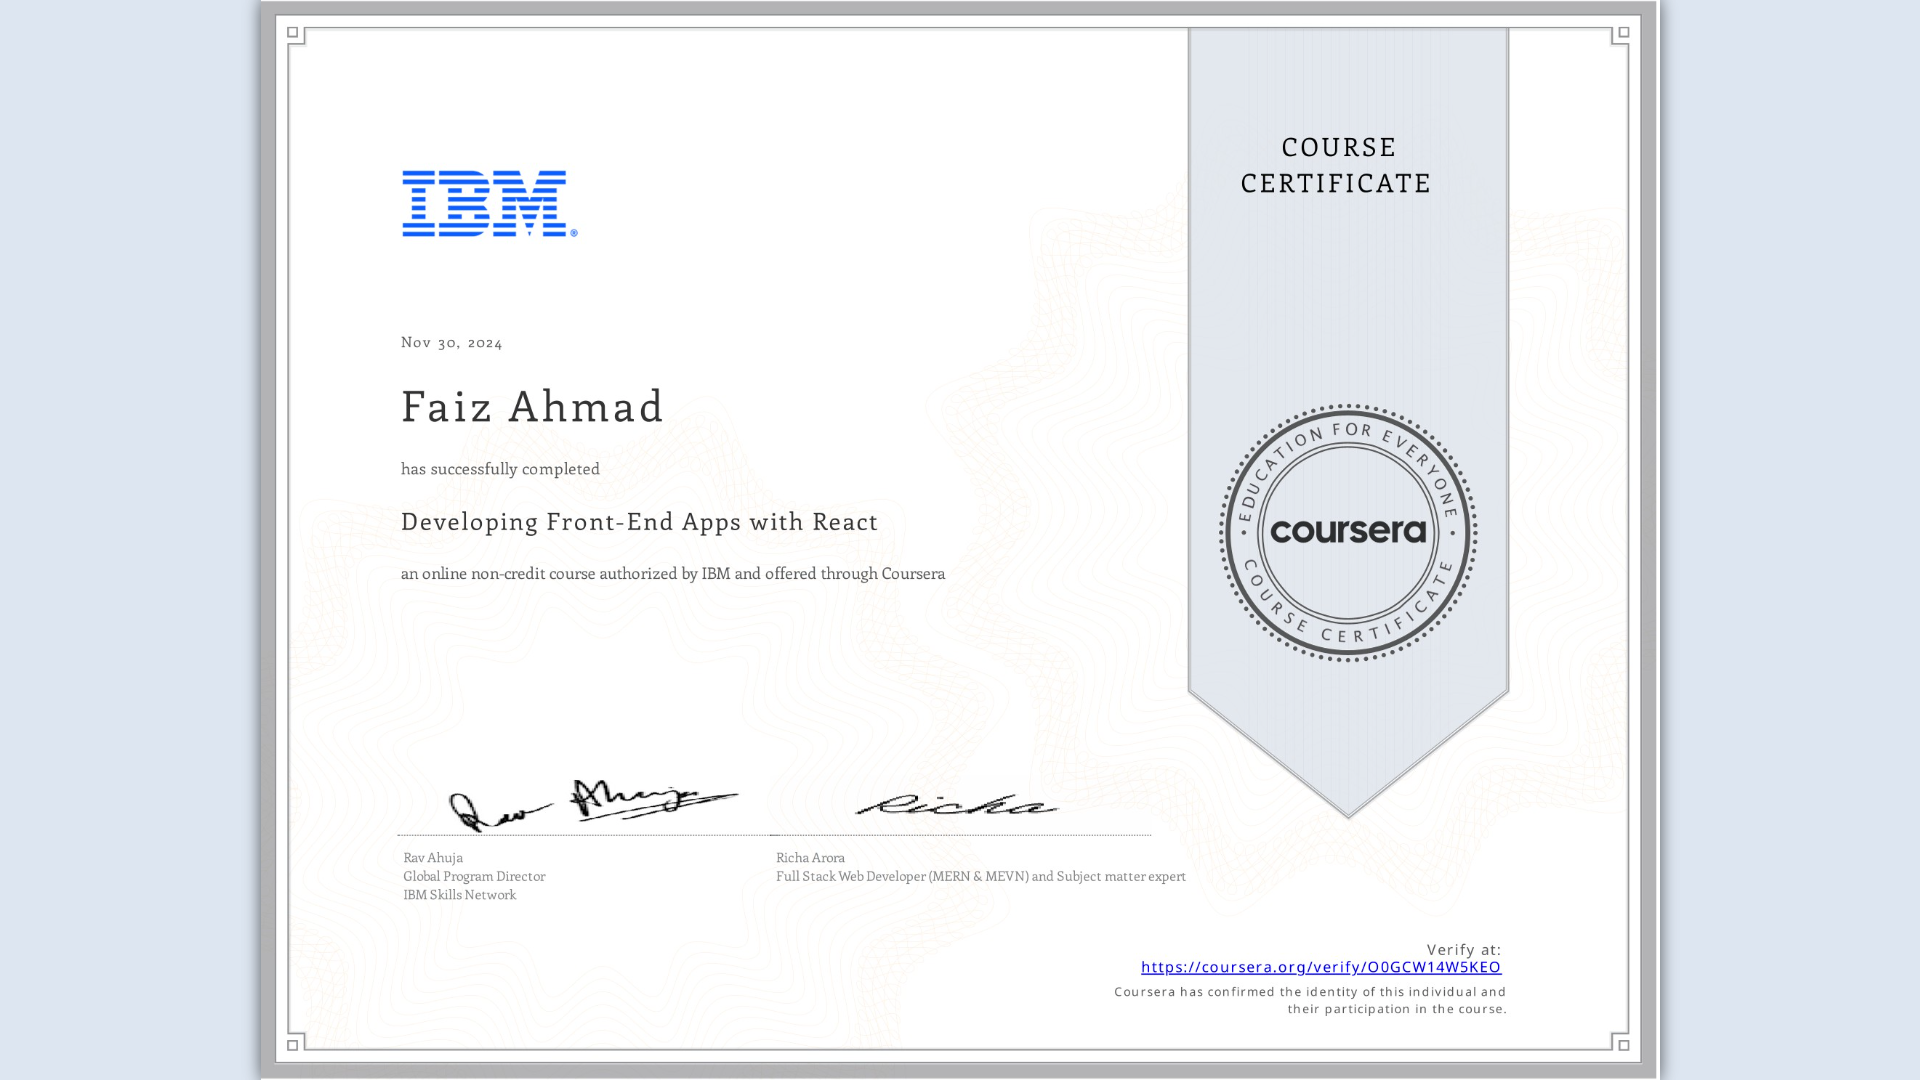 COURSE
CERTIFICATE
IBM®
Nov 30, 2024
Faiz Ahmad
has successfully completed
Developing Front-End Apps with React
an online non-credit course authorized by IBM and offered through Coursera
EDUCATION FOR EVERYONE
coursera
COURSE CERTIFICATE
Rav Ahuja
Richa
Rav Ahuja
Global Program Director
IBM Skills Network
Richa Arora
Full Stack Web Developer (MERN & MEVN) and Subject matter expert
Verify at:
https://coursera.org/verify/O0GCW14W5KEO
Coursera has confirmed the identity of this individual and
their participation in the course.